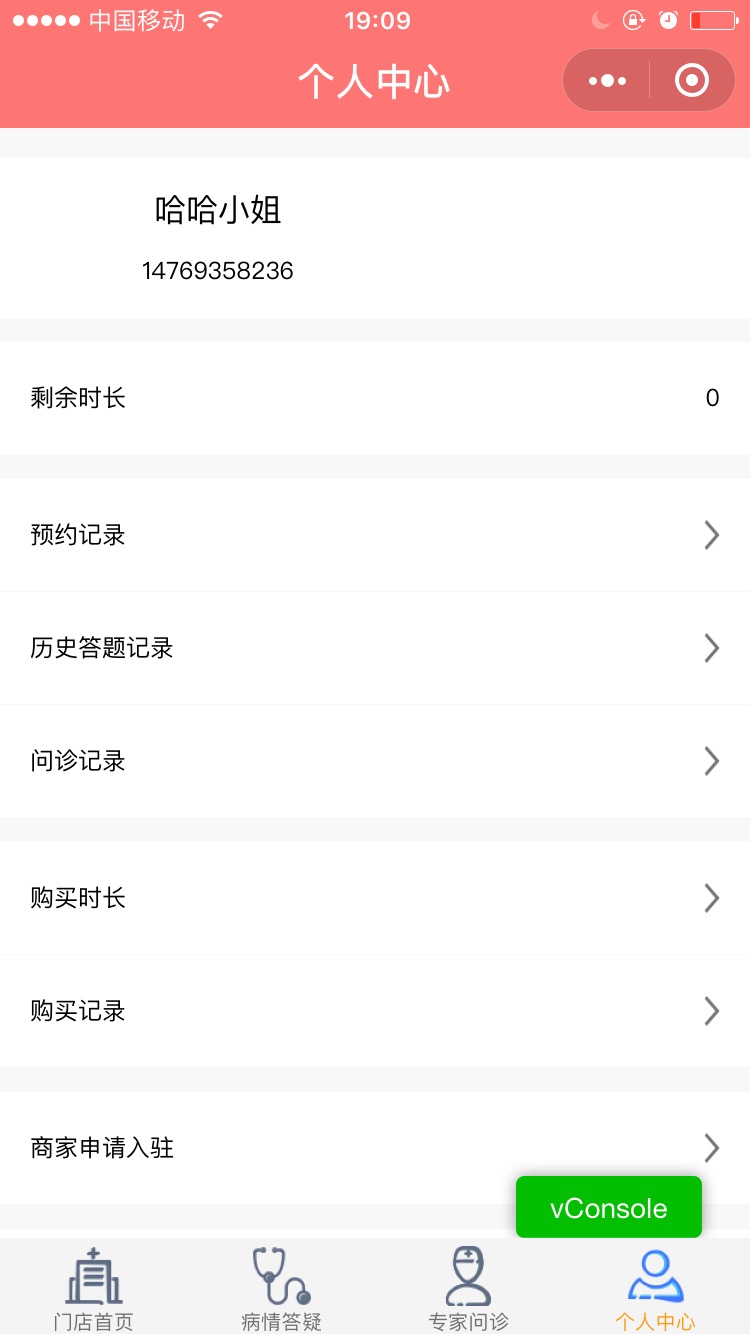 中国移动
19:09
个人中心
哈哈小姐
14769358236
剩余时长 0
预约记录
历史答题记录
问诊记录
购买时长
购买记录
商家申请入驻
vConsole
门店首页 病情答疑 专家问诊 个人中心